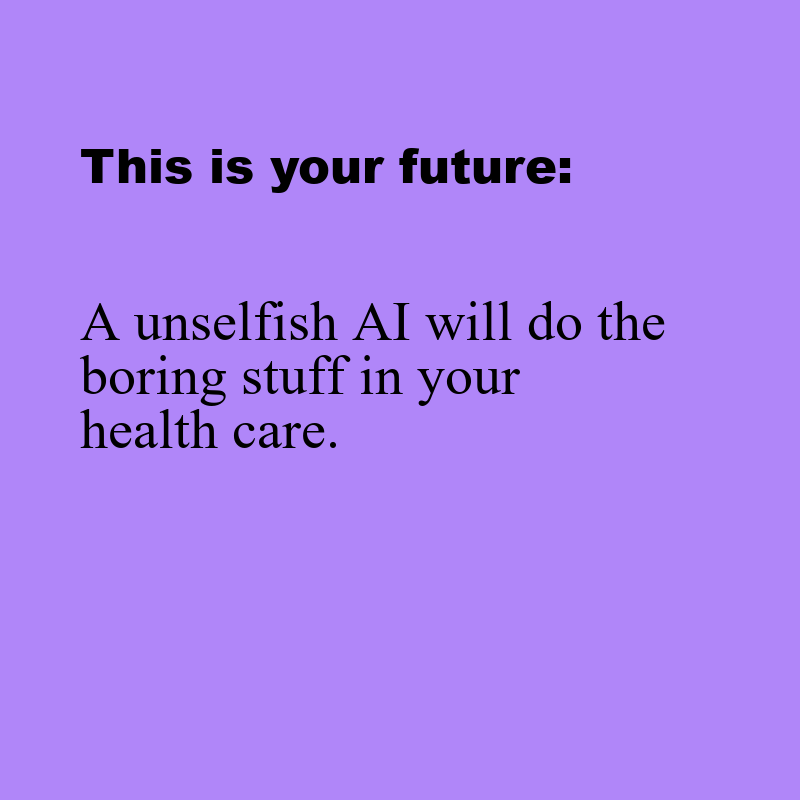 This is your future:
A unselfish AI will do the
boring stuff in your
health care.